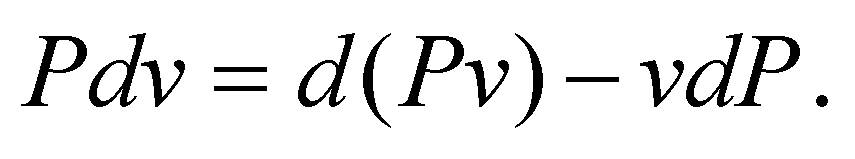 Pdv = d(Pv) − vdP.